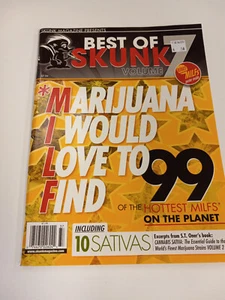 SKUNK MAGAZINE PRESENTS
BEST OF
SKUNK
VOLUME 7
*MARIJUANA
I WOULD
LOVE TO
FIND
99
OF THE HOTTEST MILFS*
ON THE PLANET
INCLUDING
10 SATIVAS
Excerpts from S.T. Oner's book:
CANNABIS SATIVA: The Essential Guide to the
World's Finest Marijuana Strains VOLUME 2